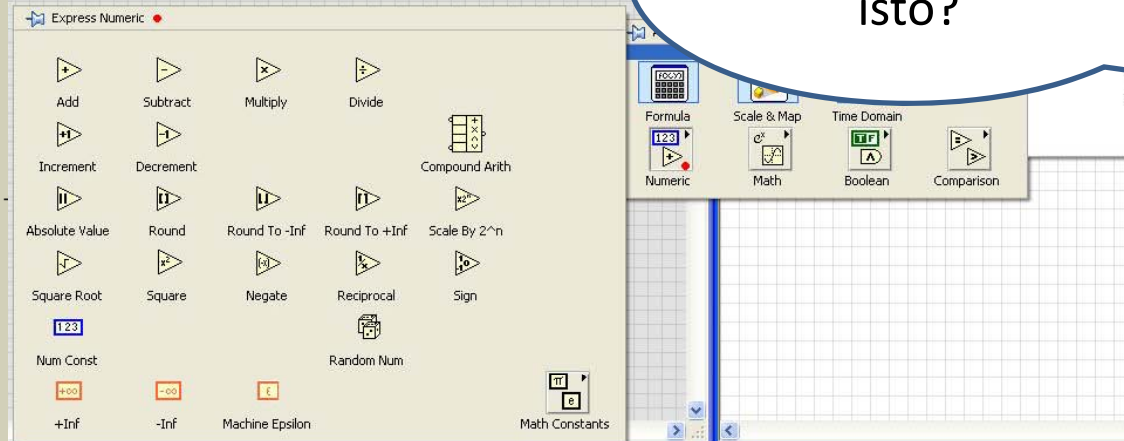 isto?
Express Numeric
Add Subtract Multiply Divide
Increment Decrement Compound Arith
Absolute Value Round Round To -Inf Round To +Inf Scale By 2^n
Square Root Square Negate Reciprocal Sign
123
Num Const Random Num
+∞ -∞ ε π e
+Inf -Inf Machine Epsilon Math Constants
Formula Scale & Map Time Domain
123 eˣ TF
Numeric Math Boolean Comparison